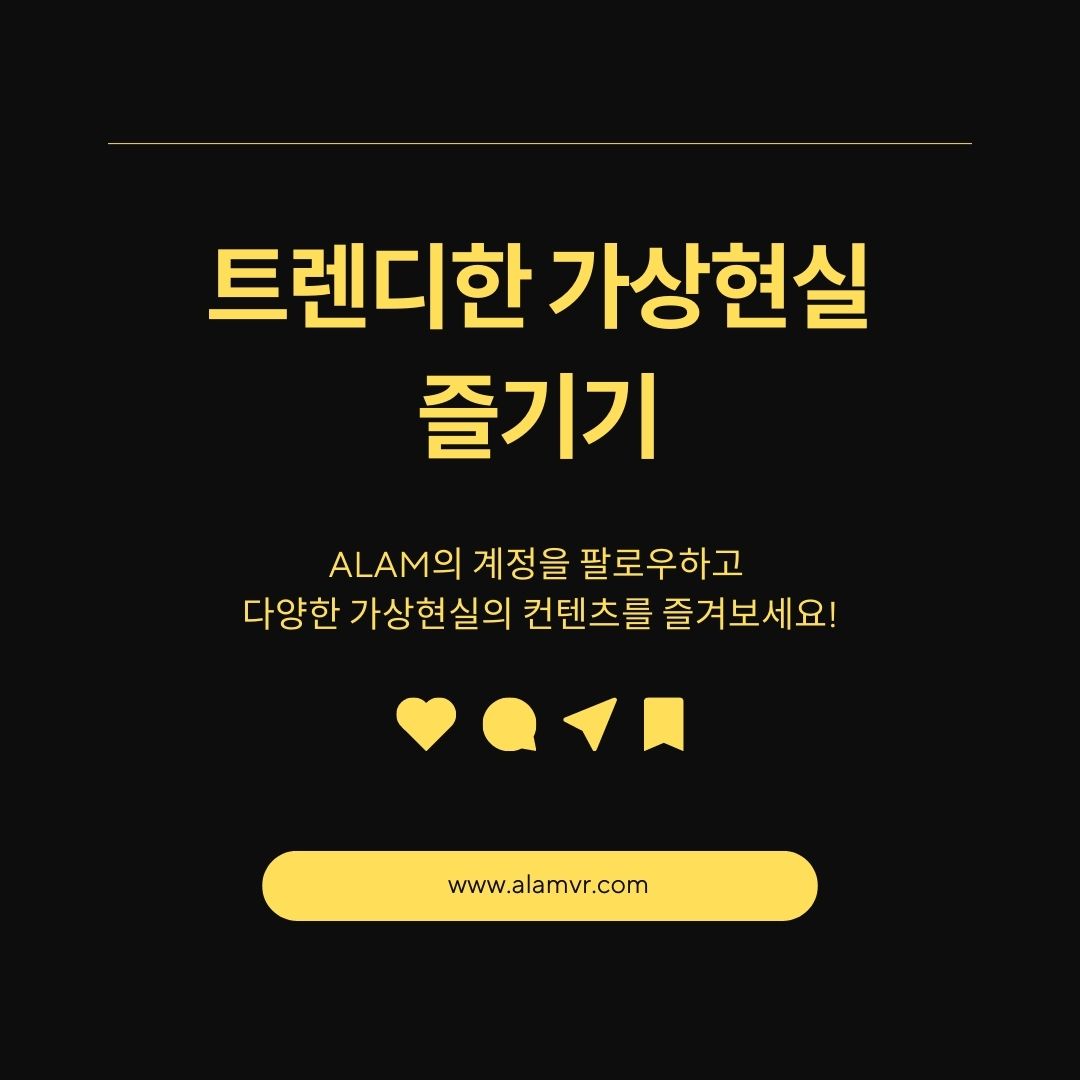 트렌디한 가상현실
즐기기
ALAM의 계정을 팔로우하고
다양한 가상현실의 컨텐츠를 즐겨보세요!
www.alamvr.com